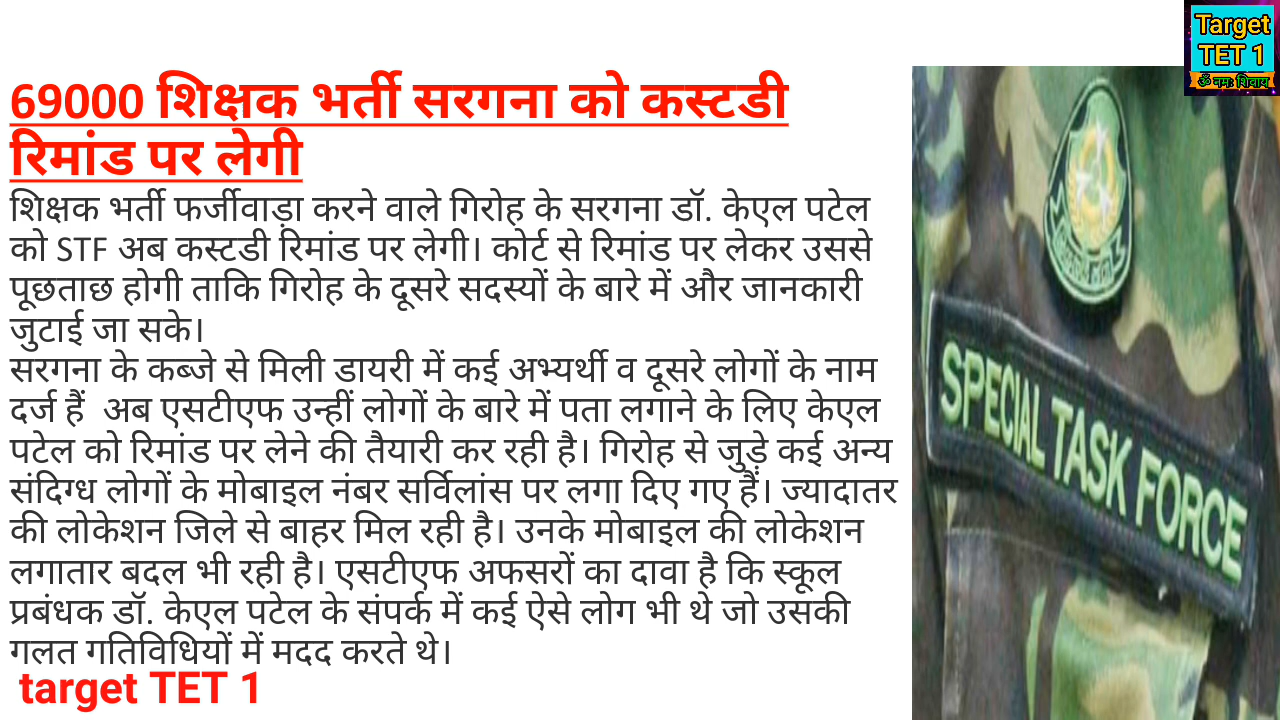 Target
TET 1
ॐ नमः शिवाय
69000 शिक्षक भर्ती सरगना को कस्टडी
रिमांड पर लेगी
शिक्षक भर्ती फर्जीवाड़ा करने वाले गिरोह के सरगना डॉ. केएल पटेल
को STF अब कस्टडी रिमांड पर लेगी। कोर्ट से रिमांड पर लेकर उससे
पूछताछ होगी ताकि गिरोह के दूसरे सदस्यों के बारे में और जानकारी
जुटाई जा सके।
सरगना के कब्जे से मिली डायरी में कई अभ्यर्थी व दूसरे लोगों के नाम
दर्ज हैं  अब एसटीएफ उन्हीं लोगों के बारे में पता लगाने के लिए केएल
पटेल को रिमांड पर लेने की तैयारी कर रही है। गिरोह से जुड़े कई अन्य
संदिग्ध लोगों के मोबाइल नंबर सर्विलांस पर लगा दिए गए हैं। ज्यादातर
की लोकेशन जिले से बाहर मिल रही है। उनके मोबाइल की लोकेशन
लगातार बदल भी रही है। एसटीएफ अफसरों का दावा है कि स्कूल
प्रबंधक डॉ. केएल पटेल के संपर्क में कई ऐसे लोग भी थे जो उसकी
गलत गतिविधियों में मदद करते थे।
target TET 1
SPECIAL TASK FORCE